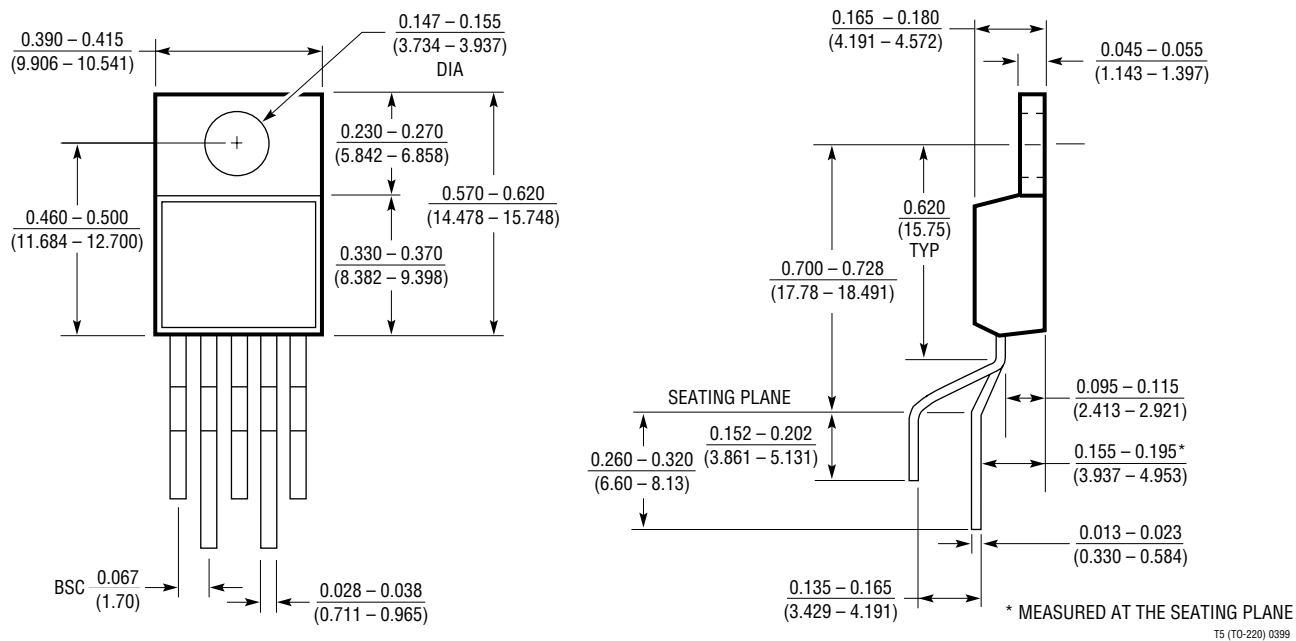 0.390 – 0.415
(9.906 – 10.541)
0.147 – 0.155
(3.734 – 3.937)
DIA
0.230 – 0.270
(5.842 – 6.858)
0.570 – 0.620
(14.478 – 15.748)
0.460 – 0.500
(11.684 – 12.700)
0.330 – 0.370
(8.382 – 9.398)
BSC
0.067
(1.70)
0.028 – 0.038
(0.711 – 0.965)
0.165 – 0.180
(4.191 – 4.572)
0.045 – 0.055
(1.143 – 1.397)
0.620
(15.75)
TYP
0.700 – 0.728
(17.78 – 18.491)
SEATING PLANE
0.152 – 0.202
(3.861 – 5.131)
0.260 – 0.320
(6.60 – 8.13)
0.095 – 0.115
(2.413 – 2.921)
0.155 – 0.195*
(3.937 – 4.953)
0.013 – 0.023
(0.330 – 0.584)
0.135 – 0.165
(3.429 – 4.191)
* MEASURED AT THE SEATING PLANE
T5 (TO-220) 0399